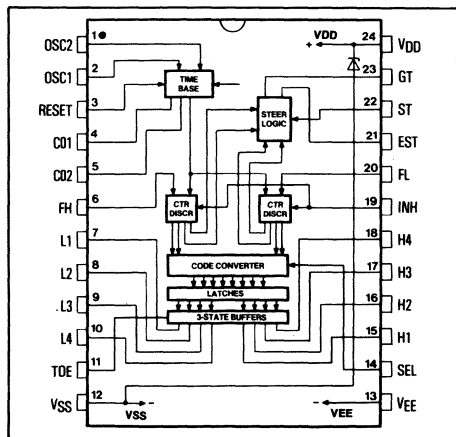 OSC2 1
OSC1 2
RESET 3
CO1 4
CO2 5
FH 6
L1 7
L2 8
L3 9
L4 10
TOE 11
VSS 12
VSS −
TIME
BASE
STEER
LOGIC
CTR
DISCR
CTR
DISCR
CODE CONVERTER
LATCHES
3-STATE BUFFERS
+ VDD
24 VDD
23 GT
22 ST
21 EST
20 FL
19 INH
18 H4
17 H3
16 H2
15 H1
14 SEL
13 VEE
− VEE